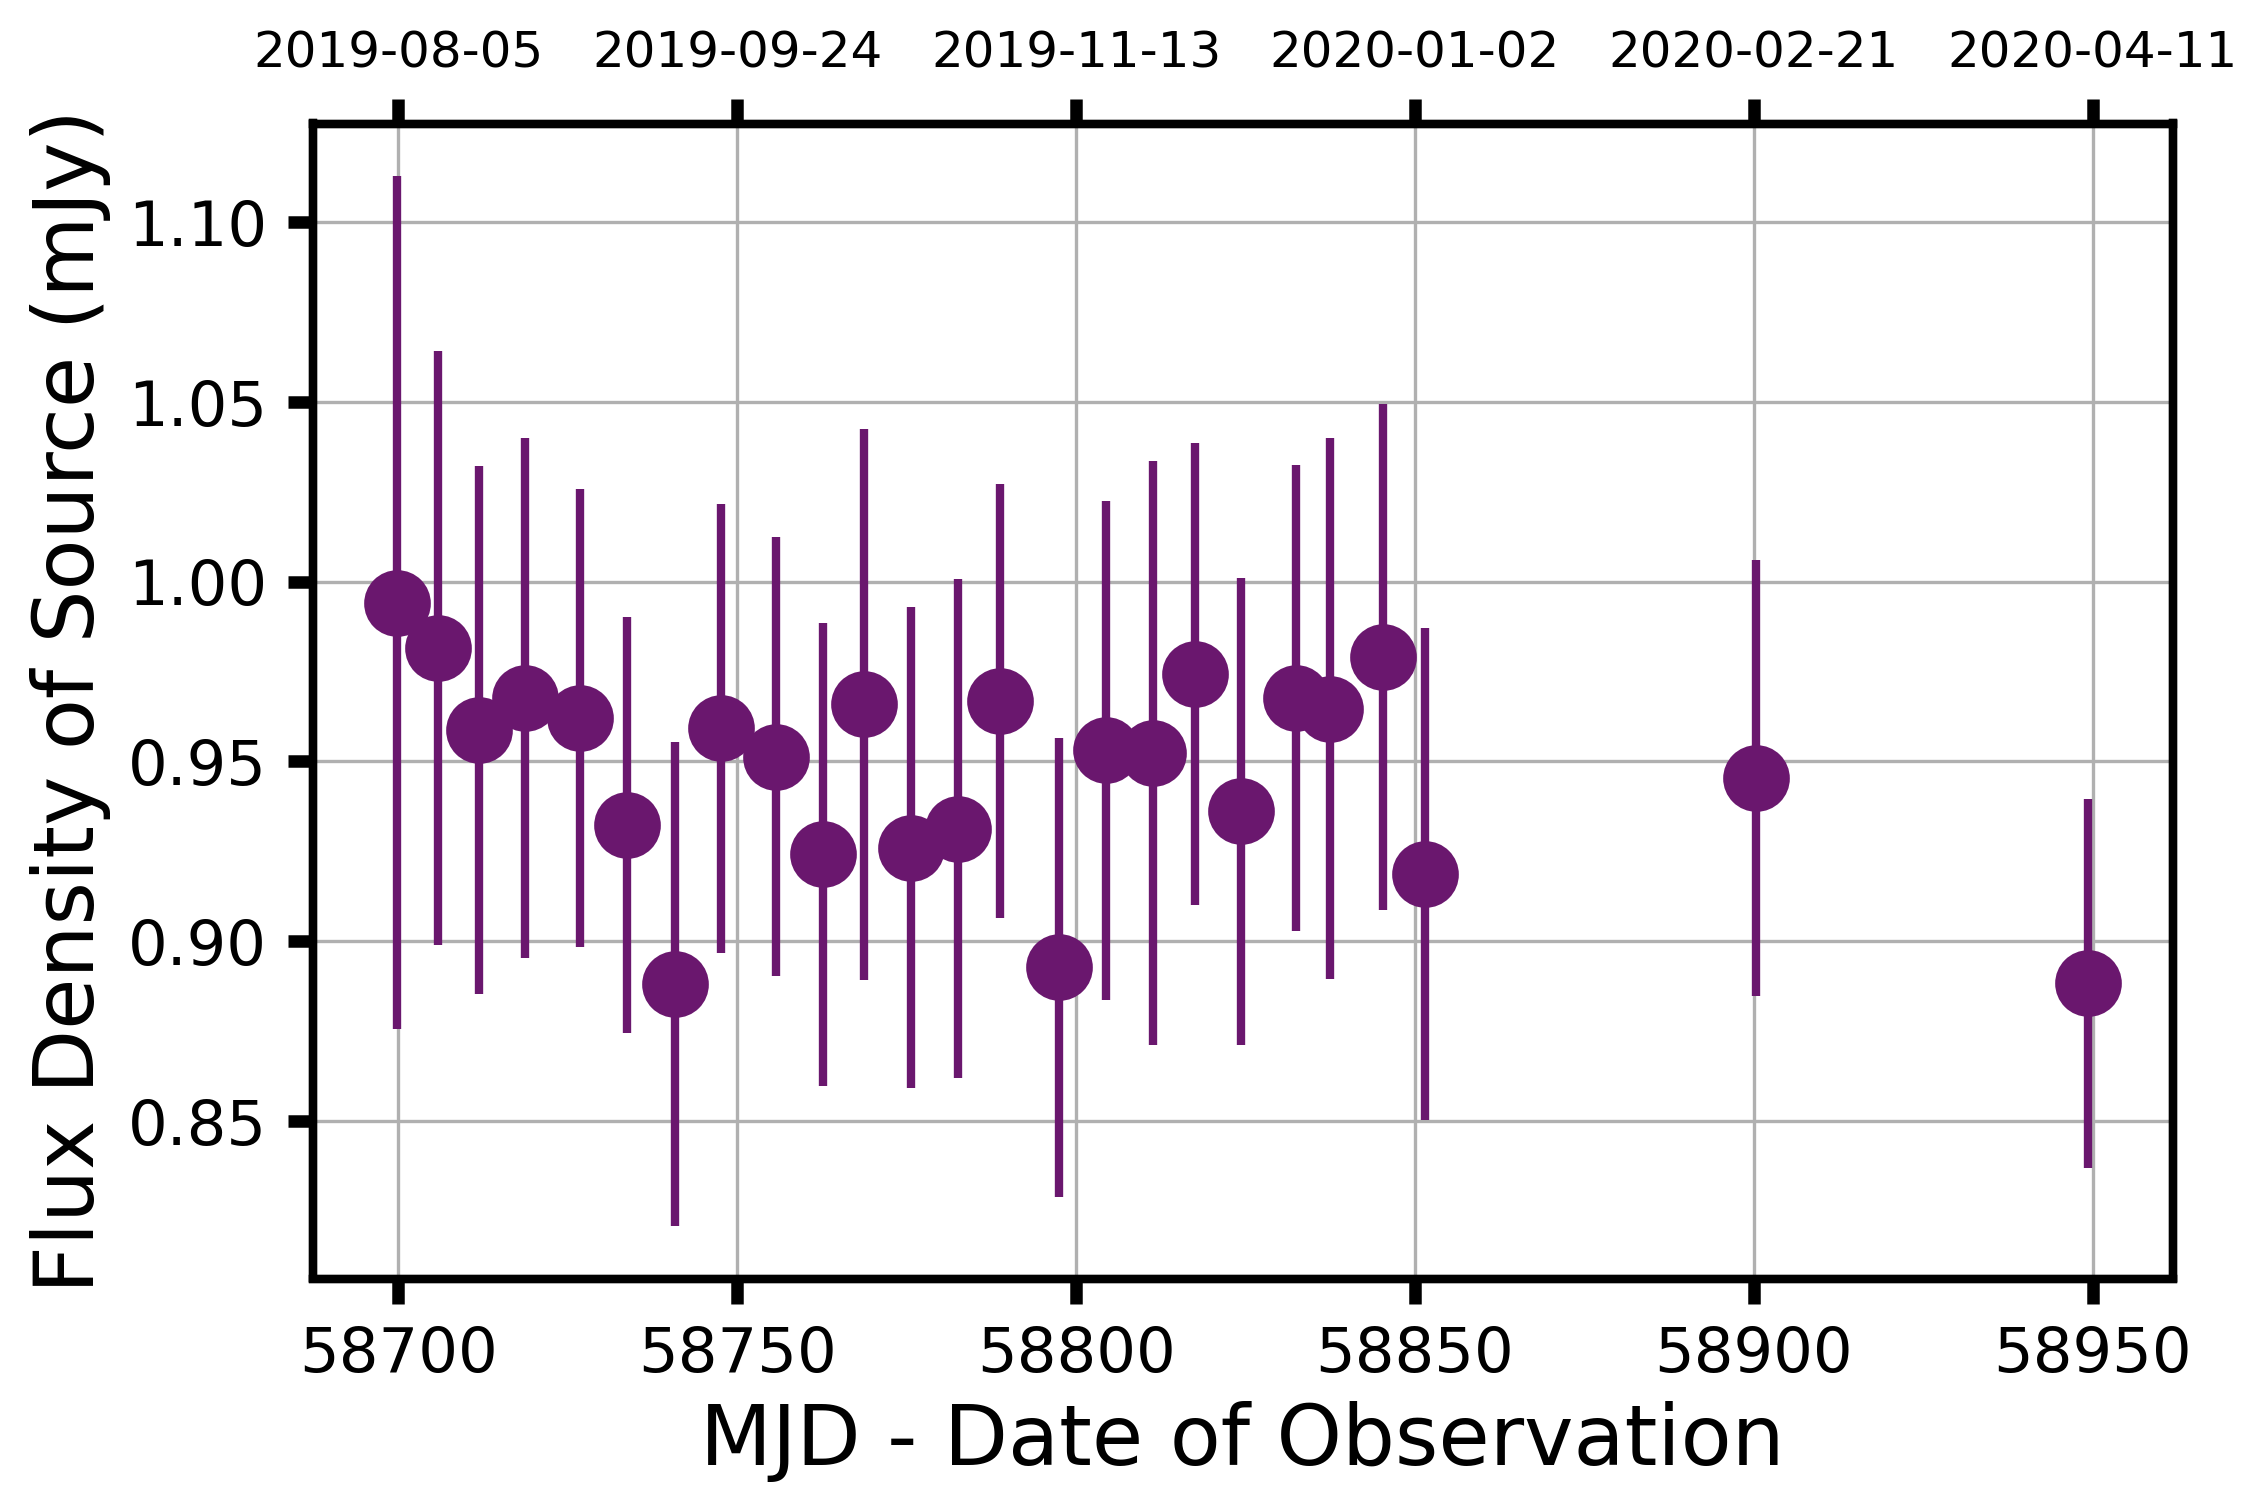 2019-08-05 2019-09-24 2019-11-13 2020-01-02 2020-02-21 2020-04-11
Flux Density of Source (mJy)
1.10
1.05
1.00
0.95
0.90
0.85
58700 58750 58800 58850 58900 58950
MJD - Date of Observation